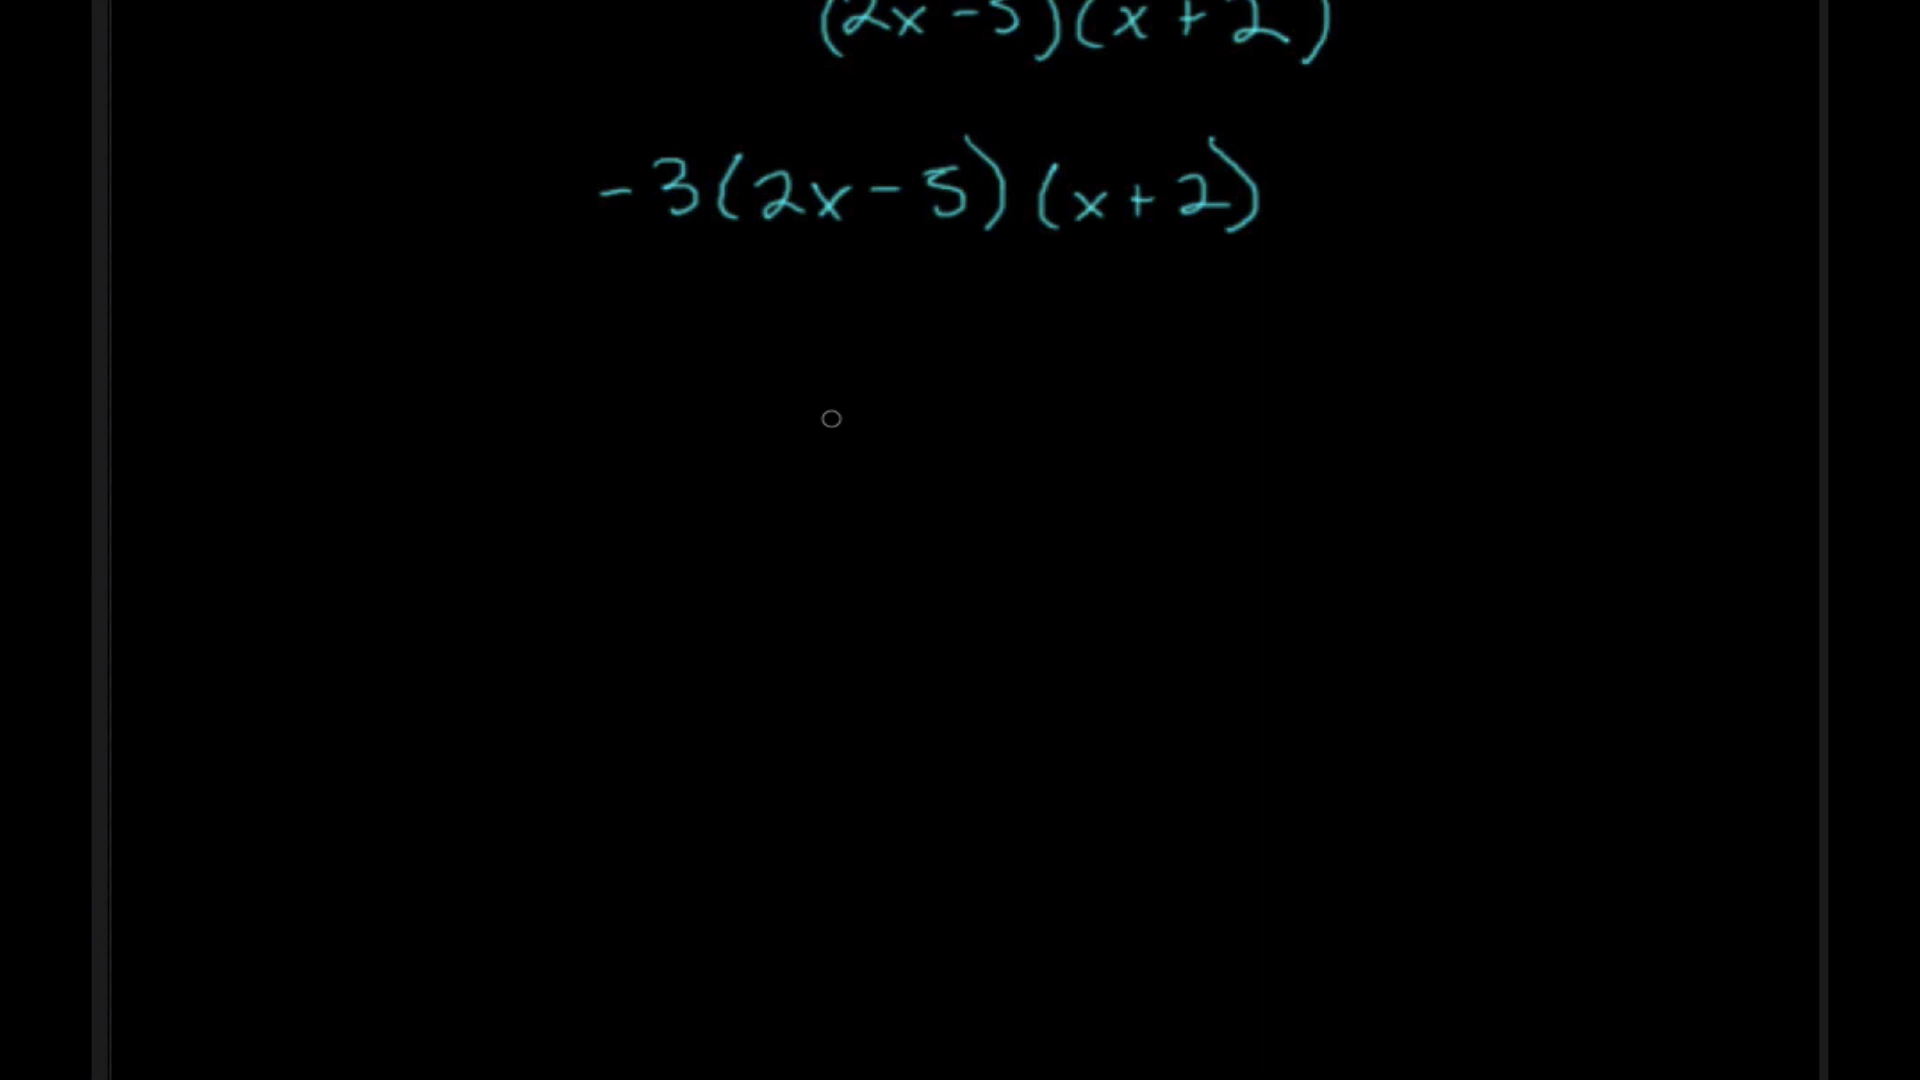 (2x - 5)(x + 2)
-3(2x - 5)(x + 2)